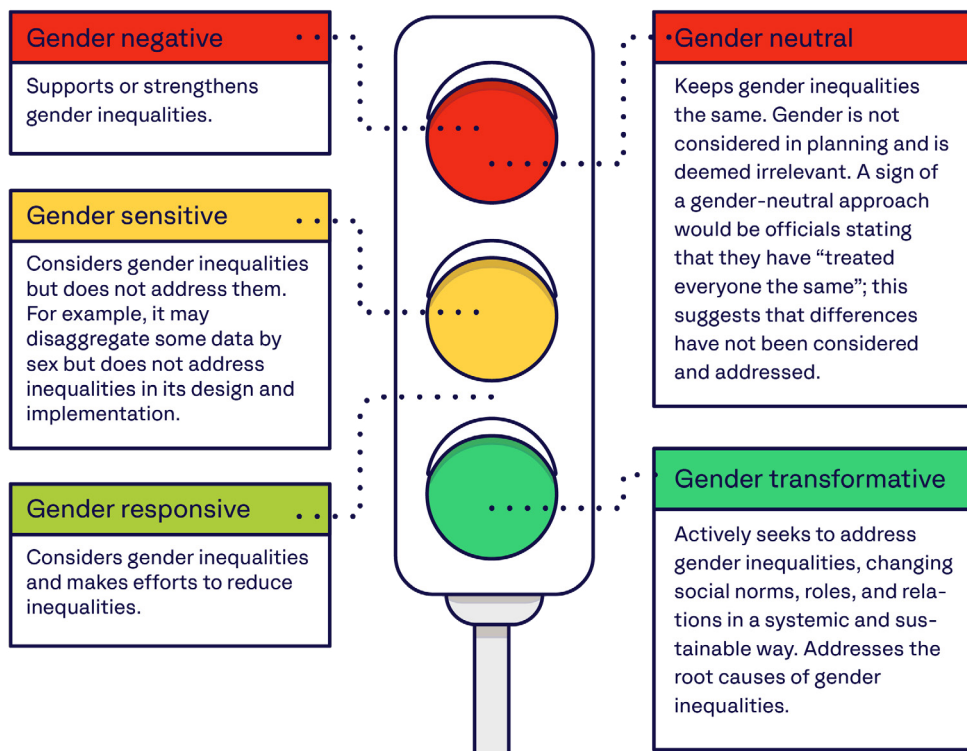 Gender negative
Supports or strengthens
gender inequalities.
Gender sensitive
Considers gender inequalities
but does not address them.
For example, it may
disaggregate some data by
sex but does not address
inequalities in its design and
implementation.
Gender responsive
Considers gender inequalities
and makes efforts to reduce
inequalities.
Gender neutral
Keeps gender inequalities
the same. Gender is not
considered in planning and is
deemed irrelevant. A sign of
a gender-neutral approach
would be officials stating
that they have “treated
everyone the same”; this
suggests that differences
have not been considered
and addressed.
Gender transformative
Actively seeks to address
gender inequalities, changing
social norms, roles, and rela-
tions in a systemic and sus-
tainable way. Addresses the
root causes of gender
inequalities.